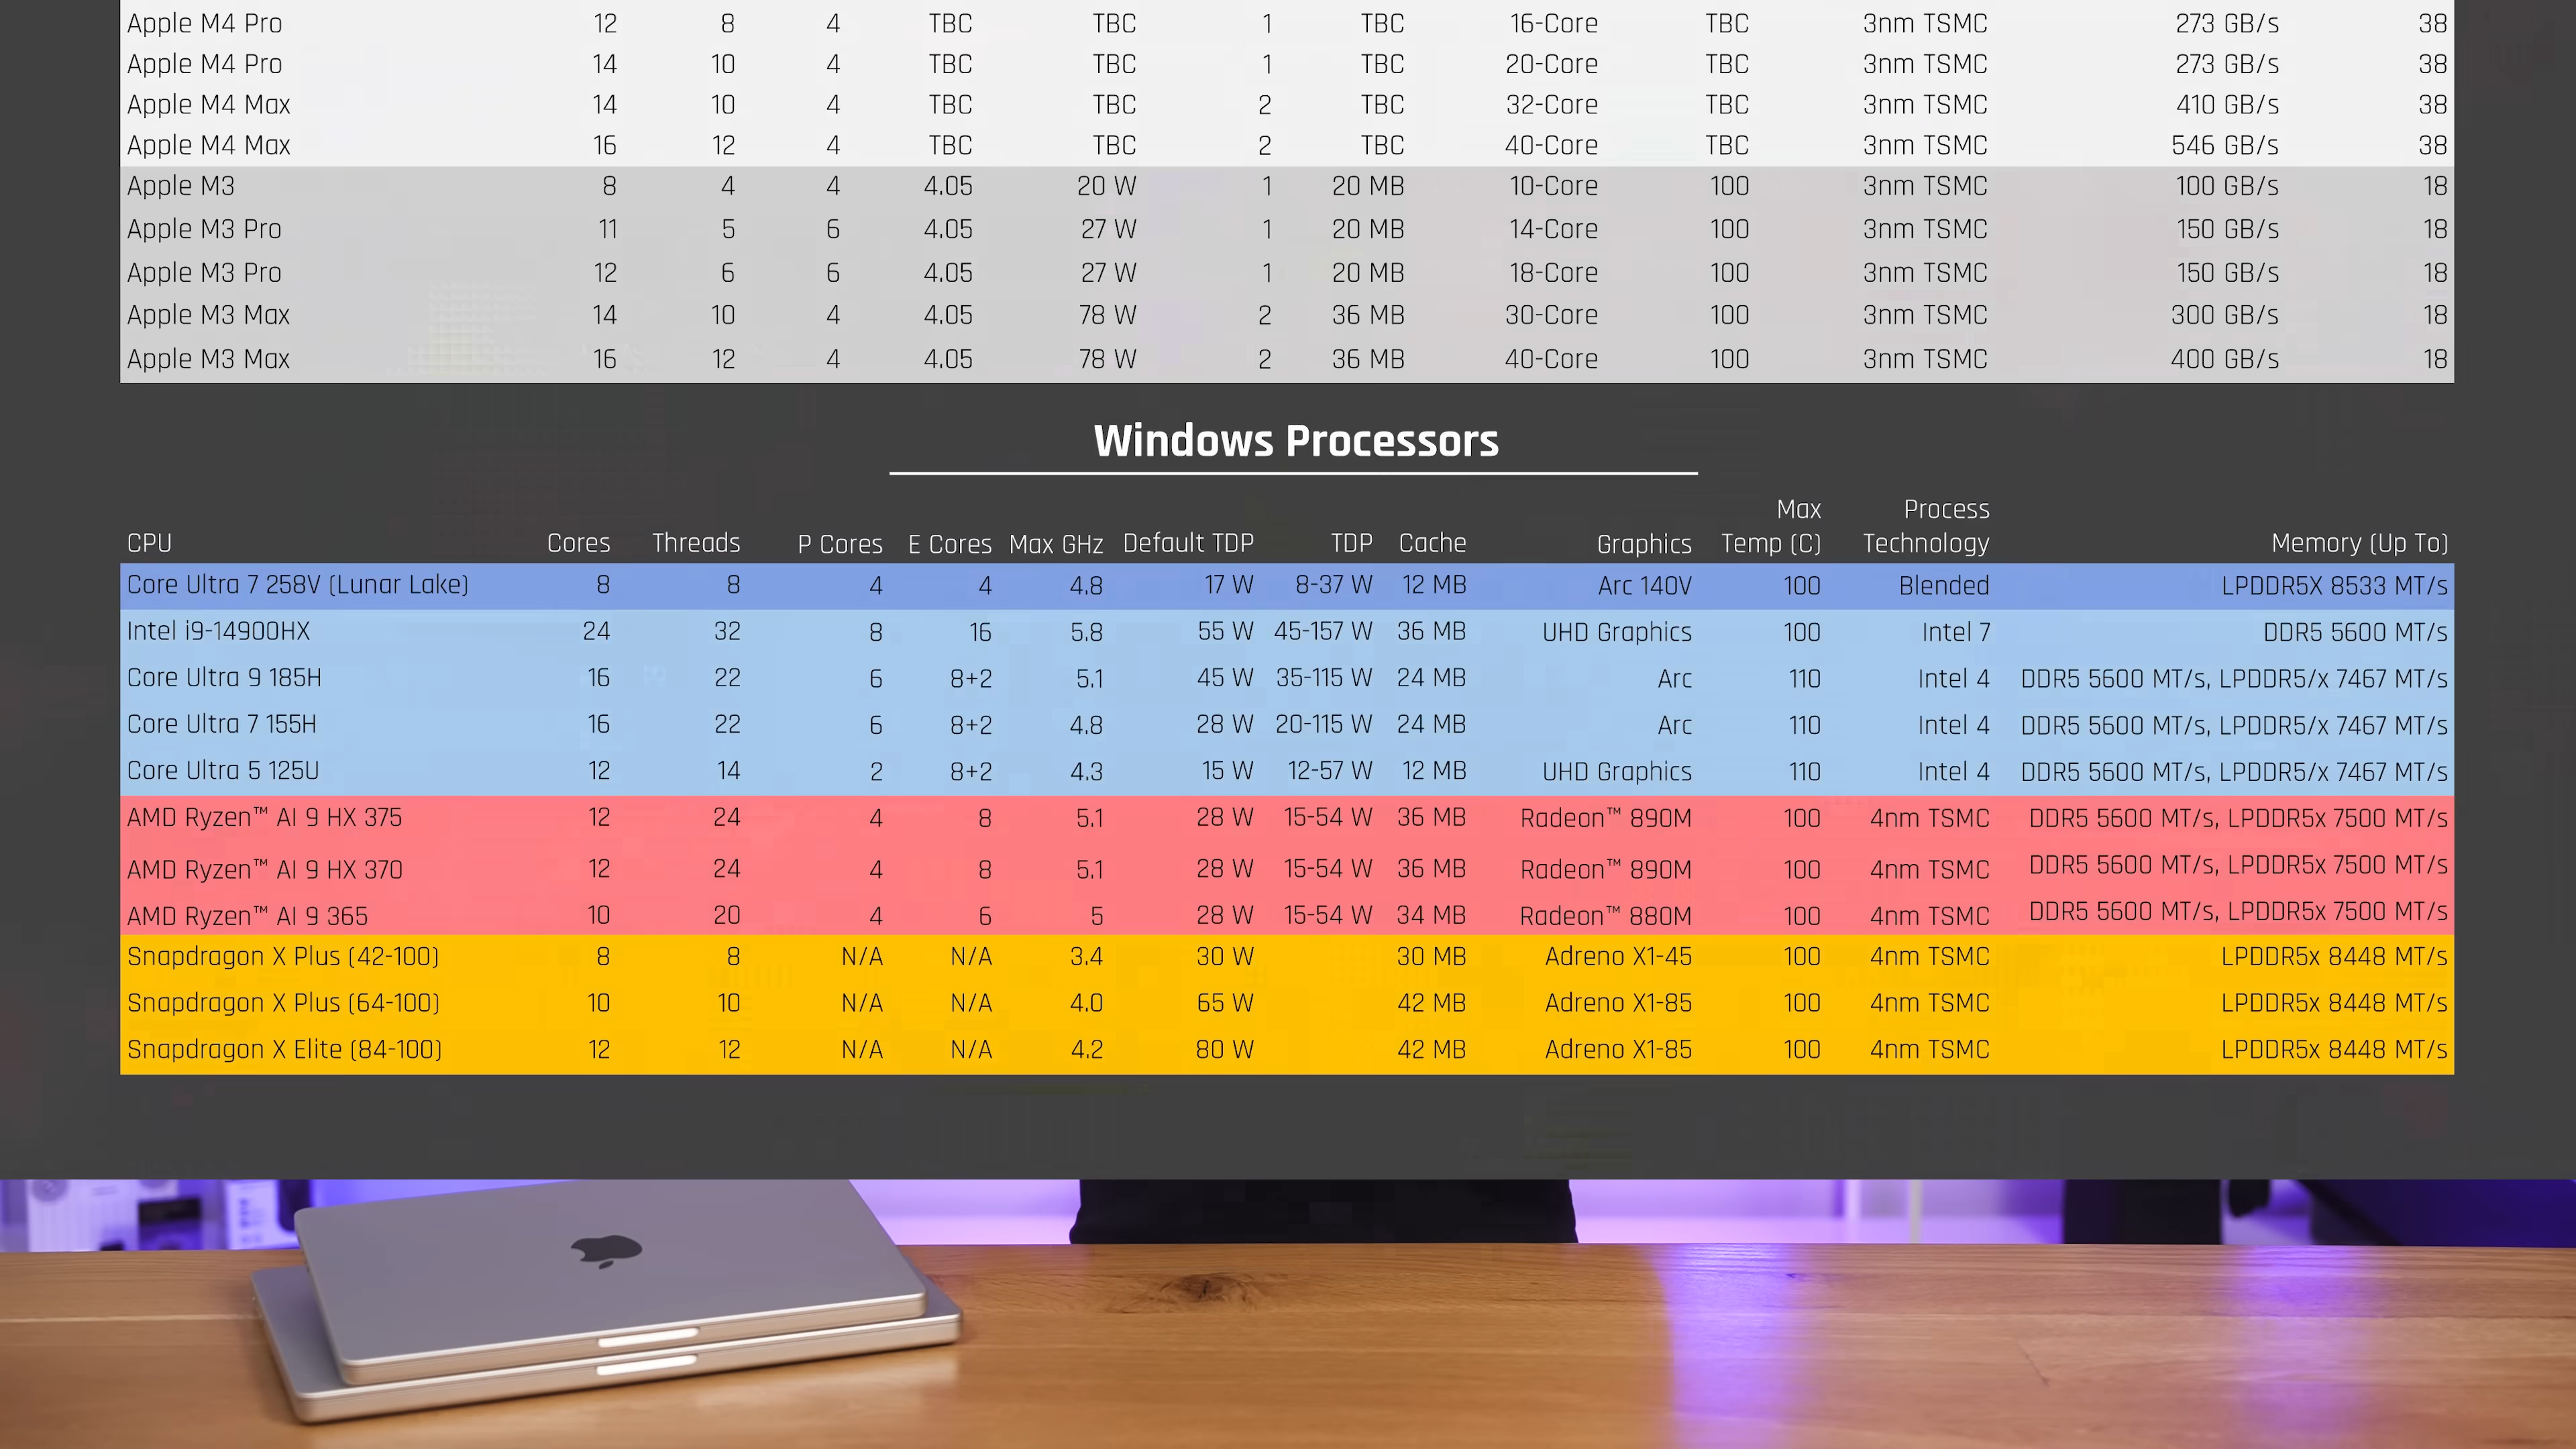 Apple M4 Pro 12 8 4 TBC TBC 1 TBC 16-Core TBC 3nm TSMC 273 GB/s 38
Apple M4 Pro 14 10 4 TBC TBC 1 TBC 20-Core TBC 3nm TSMC 273 GB/s 38
Apple M4 Max 14 10 4 TBC TBC 2 TBC 32-Core TBC 3nm TSMC 410 GB/s 38
Apple M4 Max 16 12 4 TBC TBC 2 TBC 40-Core TBC 3nm TSMC 546 GB/s 38
Apple M3 8 4 4 4.05 20 W 1 20 MB 10-Core 100 3nm TSMC 100 GB/s 18
Apple M3 Pro 11 5 6 4.05 27 W 1 20 MB 14-Core 100 3nm TSMC 150 GB/s 18
Apple M3 Pro 12 6 6 4.05 27 W 1 20 MB 18-Core 100 3nm TSMC 150 GB/s 18
Apple M3 Max 14 10 4 4.05 78 W 2 36 MB 30-Core 100 3nm TSMC 300 GB/s 18
Apple M3 Max 16 12 4 4.05 78 W 2 36 MB 40-Core 100 3nm TSMC 400 GB/s 18
Windows Processors
Max Process
CPU Cores Threads P Cores E Cores Max GHz Default TDP TDP Cache Graphics Temp (C) Technology Memory (Up To)
Core Ultra 7 258V (Lunar Lake) 8 8 4 4 4.8 17 W 8-37 W 12 MB Arc 140V 100 Blended LPDDR5X 8533 MT/s
Intel i9-14900HX 24 32 8 16 5.8 55 W 45-157 W 36 MB UHD Graphics 100 Intel 7 DDR5 5600 MT/s
Core Ultra 9 185H 16 22 6 8+2 5.1 45 W 35-115 W 24 MB Arc 110 Intel 4 DDR5 5600 MT/s, LPDDR5/x 7467 MT/s
Core Ultra 7 155H 16 22 6 8+2 4.8 28 W 20-115 W 24 MB Arc 110 Intel 4 DDR5 5600 MT/s, LPDDR5/x 7467 MT/s
Core Ultra 5 125U 12 14 2 8+2 4.3 15 W 12-57 W 12 MB UHD Graphics 110 Intel 4 DDR5 5600 MT/s, LPDDR5/x 7467 MT/s
AMD Ryzen™ AI 9 HX 375 12 24 4 8 5.1 28 W 15-54 W 36 MB Radeon™ 890M 100 4nm TSMC DDR5 5600 MT/s, LPDDR5x 7500 MT/s
AMD Ryzen™ AI 9 HX 370 12 24 4 8 5.1 28 W 15-54 W 36 MB Radeon™ 890M 100 4nm TSMC DDR5 5600 MT/s, LPDDR5x 7500 MT/s
AMD Ryzen™ AI 9 365 10 20 4 6 5 28 W 15-54 W 34 MB Radeon™ 880M 100 4nm TSMC DDR5 5600 MT/s, LPDDR5x 7500 MT/s
Snapdragon X Plus (42-100) 8 8 N/A N/A 3.4 30 W 30 MB Adreno X1-45 100 4nm TSMC LPDDR5x 8448 MT/s
Snapdragon X Plus (64-100) 10 10 N/A N/A 4.0 65 W 42 MB Adreno X1-85 100 4nm TSMC LPDDR5x 8448 MT/s
Snapdragon X Elite (84-100) 12 12 N/A N/A 4.2 80 W 42 MB Adreno X1-85 100 4nm TSMC LPDDR5x 8448 MT/s